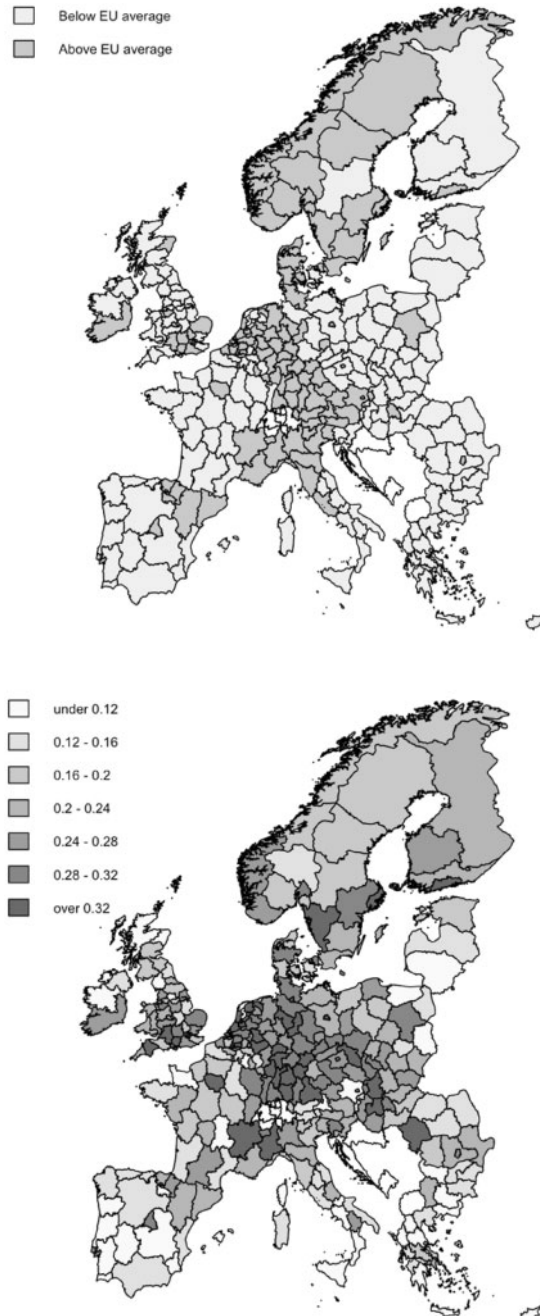 Below EU average
Above EU average
under 0.12
0.12 - 0.16
0.16 - 0.2
0.2 - 0.24
0.24 - 0.28
0.28 - 0.32
over 0.32